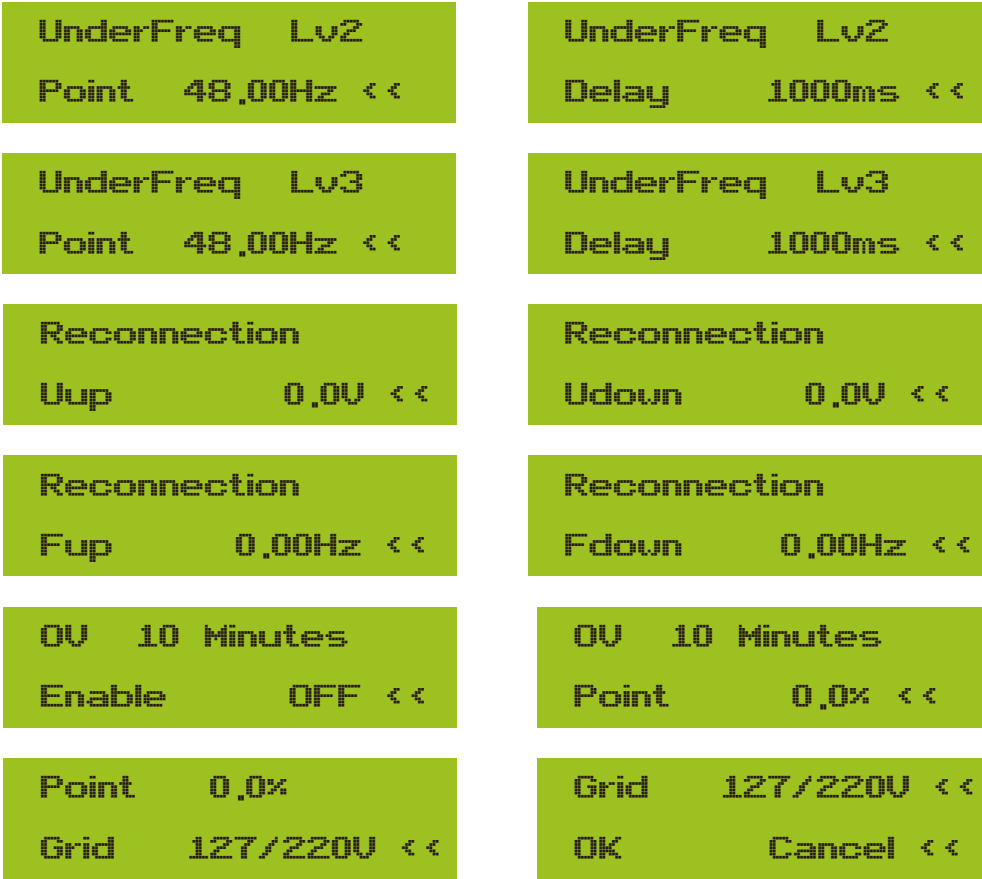 UnderFreq Lv2
Point 48.00Hz <<
UnderFreq Lv2
Delay 1000ms <<
UnderFreq Lv3
Point 48.00Hz <<
UnderFreq Lv3
Delay 1000ms <<
Reconnection
Uup 0.0V <<
Reconnection
Udown 0.0V <<
Reconnection
Fup 0.00Hz <<
Reconnection
Fdown 0.00Hz <<
OV 10 Minutes
Enable OFF <<
OV 10 Minutes
Point 0.0% <<
Point 0.0%
Grid 127/220V <<
Grid 127/220V <<
OK Cancel <<